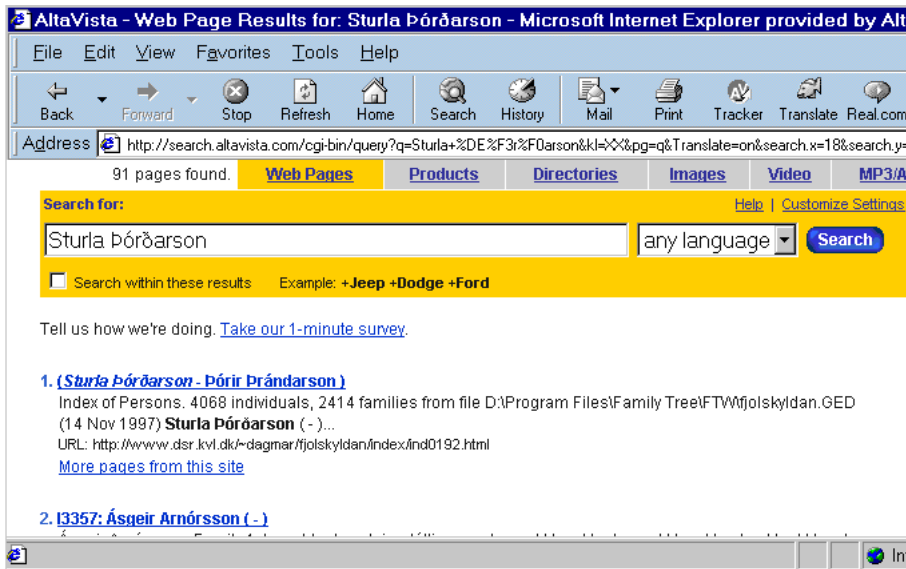 AltaVista - Web Page Results for: Sturla Þórðarson - Microsoft Internet Explorer provided by Alt
File Edit View Favorites Tools Help
Back Forward Stop Refresh Home Search History Mail Print Tracker Translate Real.com
Address http://search.altavista.com/cgi-bin/query?q=Sturla+%DE%F3r%F0arson&kl=XX&pg=q&Translate=on&search.x=18&search.y=
91 pages found. Web Pages Products Directories Images Video MP3/A
Search for: Help | Customize Settings
Sturla Þórðarson any language Search
Search within these results Example: +Jeep +Dodge +Ford
Tell us how we're doing. Take our 1-minute survey.
1. (Sturla Þórðarson - Þórir Þrándarson )
Index of Persons. 4068 individuals, 2414 families from file D:\Program Files\Family Tree\FTW\fjolskyldan.GED
(14 Nov 1997) Sturla Þórðarson ( - )...
URL: http://www.dsr.kvl.dk/~dagmar/fjolskyldan/index/ind0192.html
More pages from this site
2. I3357: Ásgeir Arnórsson ( - )
In